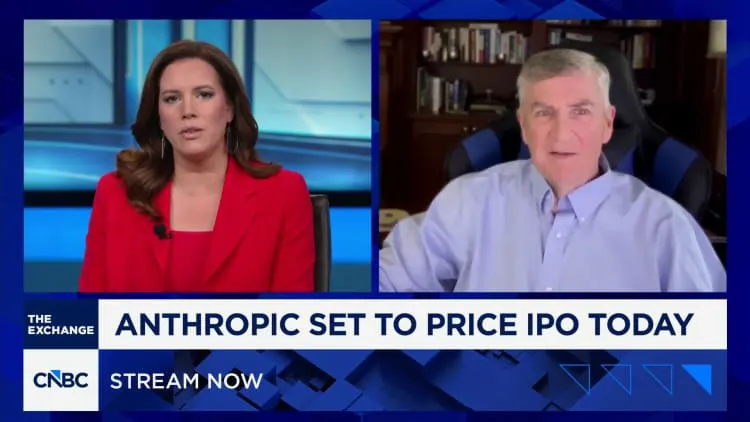 THE
EXCHANGE
ANTHROPIC SET TO PRICE IPO TODAY
CNBC
STREAM NOW